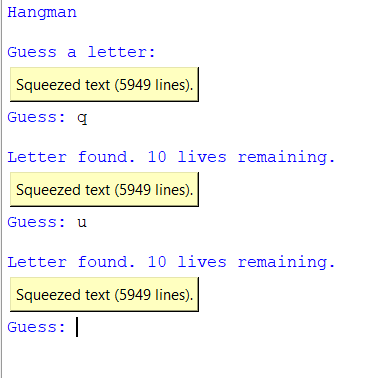 Hangman
Guess a letter:
Squeezed text (5949 lines).
Guess: q
Letter found. 10 lives remaining.
Squeezed text (5949 lines).
Guess: u
Letter found. 10 lives remaining.
Squeezed text (5949 lines).
Guess: